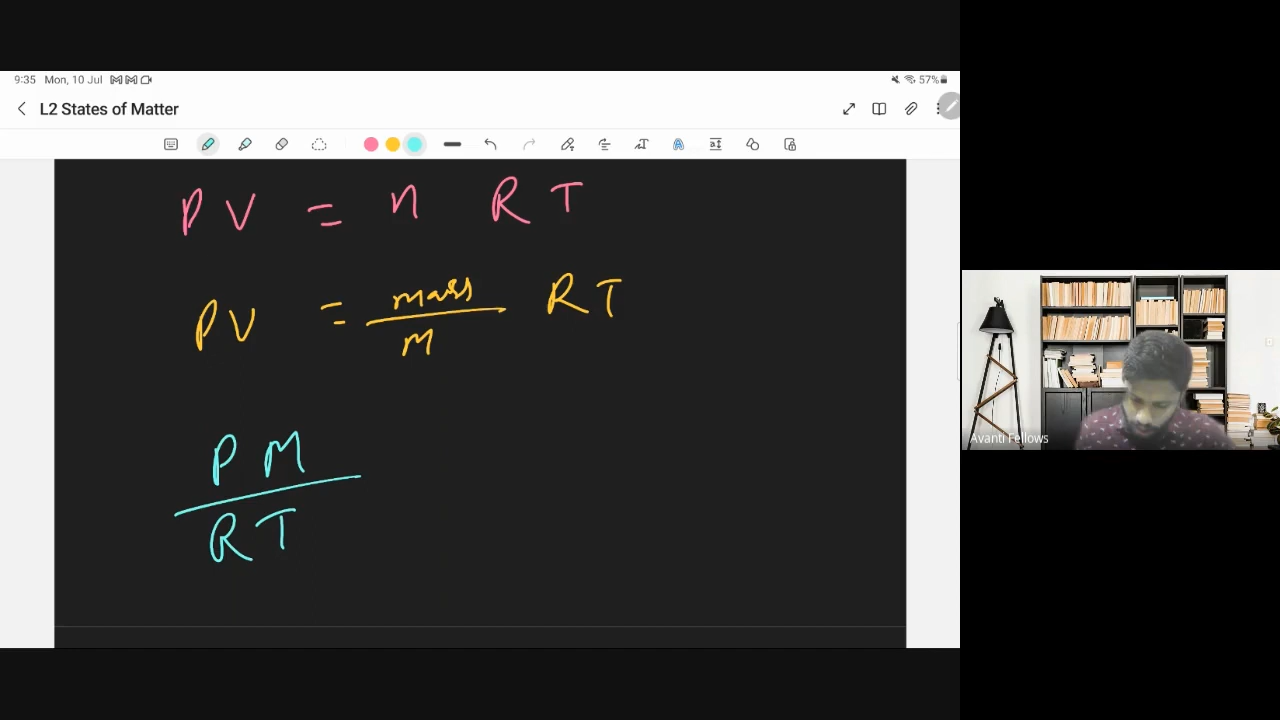 9:35 Mon, 10 Jul 57%
L2 States of Matter
PV = n RT
PV = mass/M RT
PM
RT
Avanti Fellows